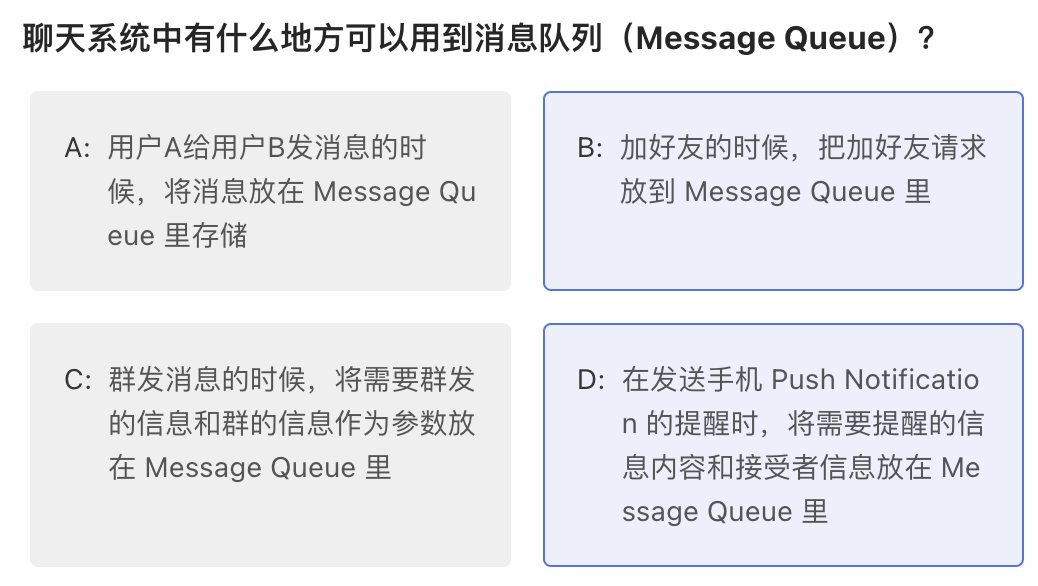 聊天系统中有什么地方可以用到消息队列（Message Queue）？
A: 用户A给用户B发消息的时
候，将消息放在 Message Qu
eue 里存储
B: 加好友的时候，把加好友请求
放到 Message Queue 里
C: 群发消息的时候，将需要群发
的信息和群的信息作为参数放
在 Message Queue 里
D: 在发送手机 Push Notificatio
n 的提醒时，将需要提醒的信
息内容和接受者信息放在 Me
ssage Queue 里